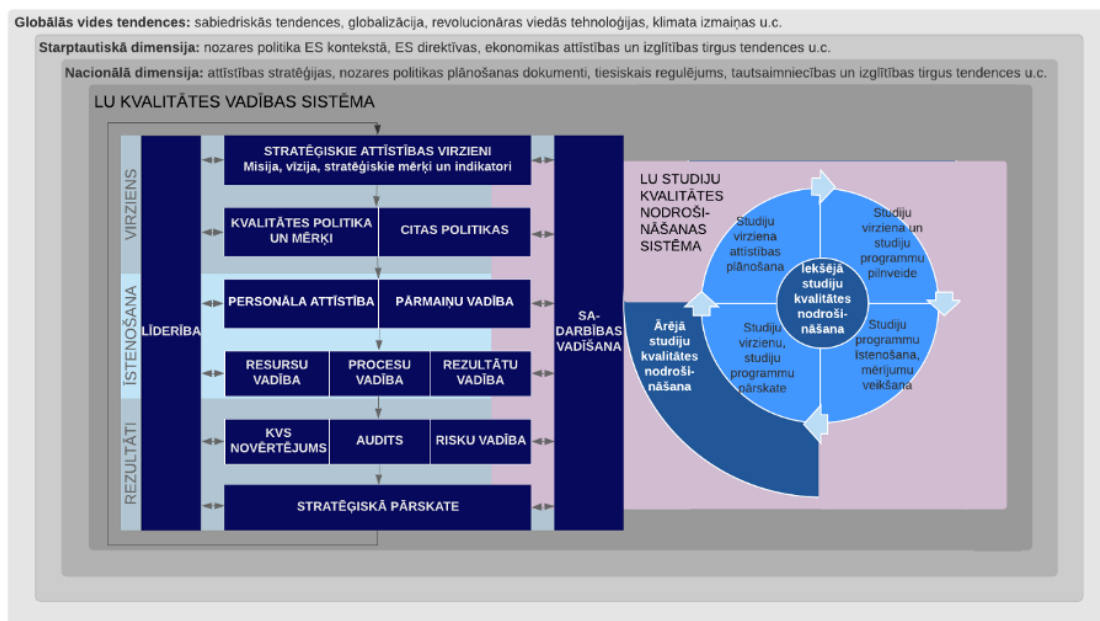 Globālās vides tendences: sabiedriskās tendences, globalizācija, revolucionāras viedās tehnoloģijas, klimata izmaiņas u.c.
Starptautiskā dimensija: nozares politika ES kontekstā, ES direktīvas, ekonomikas attīstības un izglītības tirgus tendences u.c.
Nacionālā dimensija: attīstības stratēģijas, nozares politikas plānošanas dokumenti, tiesiskais regulējums, tautsaimniecības un izglītības tirgus tendences u.c.
LU KVALITĀTES VADĪBAS SISTĒMA
VIRZIENS
ĪSTENOŠANA
REZULTĀTI
LĪDERĪBA
STRATĒĢISKIE ATTĪSTĪBAS VIRZIENI
Misija, vīzija, stratēģiskie mērķi un indikatori
KVALITĀTES POLITIKA
UN MĒRĶI
CITAS POLITIKAS
PERSONĀLA ATTĪSTĪBA
PĀRMAIŅU VADĪBA
RESURSU
VADĪBA
PROCESU
VADĪBA
REZULTĀTU
VADĪBA
KVS
NOVĒRTĒJUMS
AUDITS
RISKU VADĪBA
STRATĒĢISKĀ PĀRSKATE
SA-
DARBĪBAS
VADĪŠANA
LU STUDIJU
KVALITĀTES
NODROŠI-
NĀŠANAS
SISTĒMA
Studiju
virziena
attīstības
plānošana
Studiju
virziena un
studiju
programmu
pilnveide
Iekšējā
studiju
kvalitātes
nodroši-
nāšana
Ārējā
studiju
kvalitātes
nodroši-
nāšana
Studiju
virzienu,
studiju
programmu
pārskate
Studiju
programmu
īstenošana,
mērījumu
veikšana